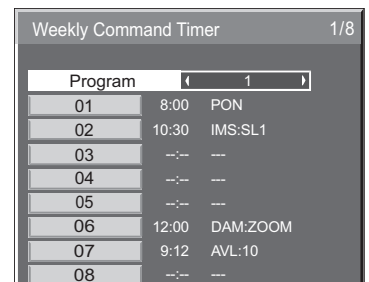 Weekly Command Timer 1/8
Program 1
01 8:00 PON
02 10:30 IMS:SL1
03 --:-- ---
04 --:-- ---
05 --:-- ---
06 12:00 DAM:ZOOM
07 9:12 AVL:10
08 --:-- ---